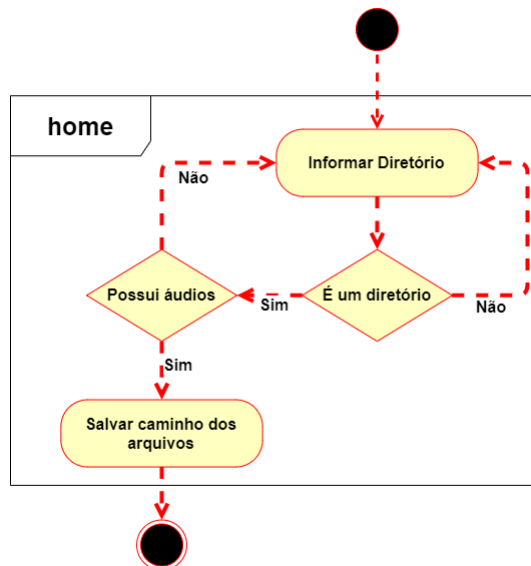 home
Informar Diretório
Não
Possui áudios
Sim
É um diretório
Não
Sim
Salvar caminho dos
arquivos